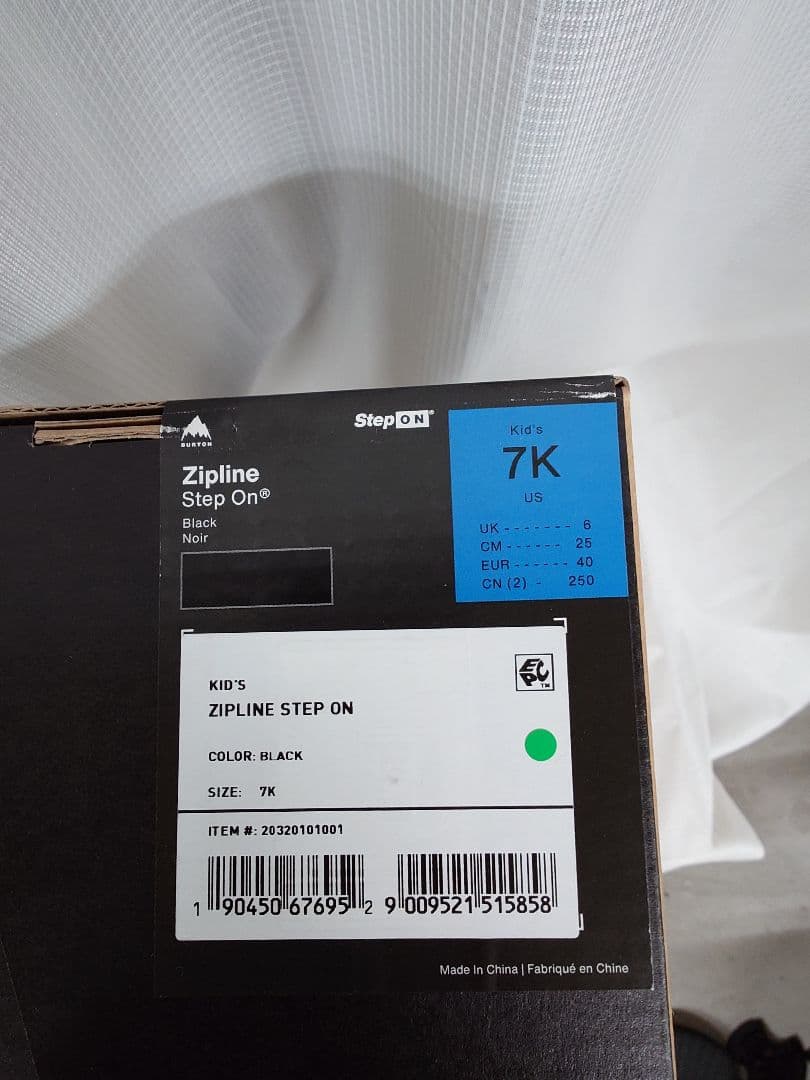 BURTON
StepON®
Zipline
Step On®
Black
Noir
Kid's
7K
US
UK - - - - - - - 6
CM - - - - - - 25
EUR - - - - - - 40
CN (2) - 250
KID'S
ZIPLINE STEP ON
EPC™
COLOR: BLACK
SIZE: 7K
ITEM #: 20320101001
1 90450 67695 2
9 009521 515858
Made In China | Fabriqué en Chine